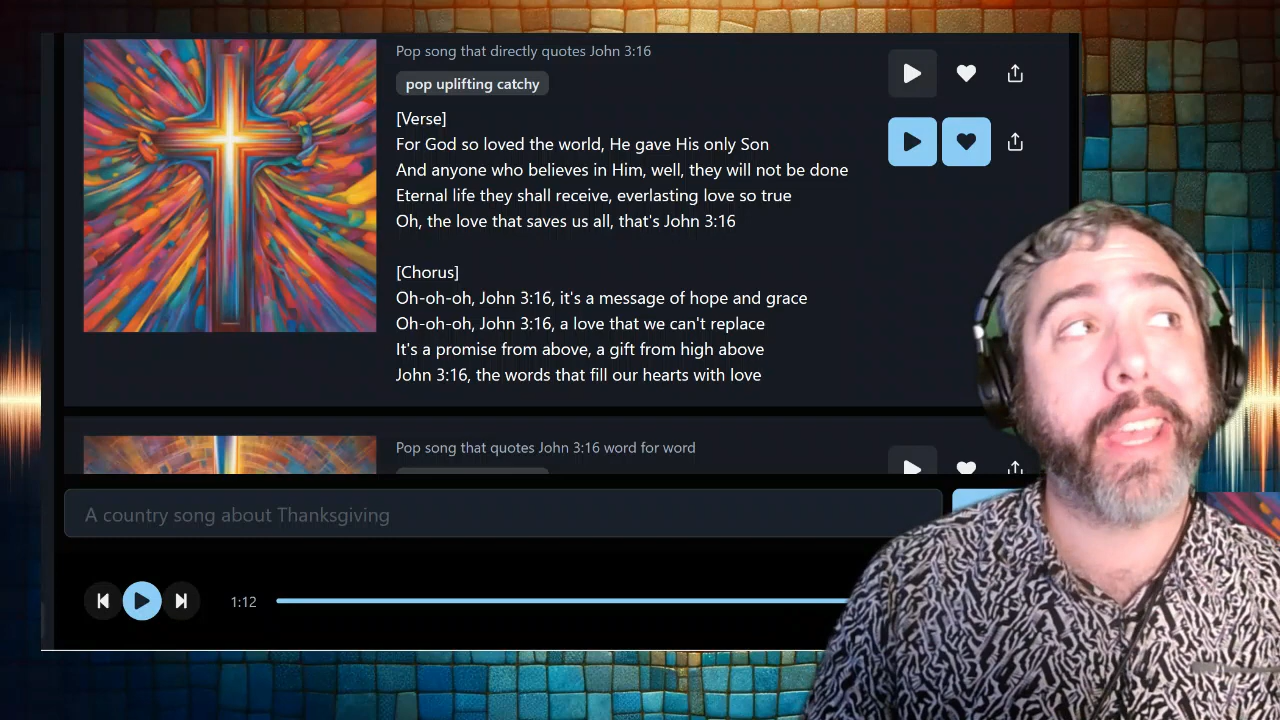 Pop song that directly quotes John 3:16
pop uplifting catchy
[Verse]
For God so loved the world, He gave His only Son
And anyone who believes in Him, well, they will not be done
Eternal life they shall receive, everlasting love so true
Oh, the love that saves us all, that's John 3:16
[Chorus]
Oh-oh-oh, John 3:16, it's a message of hope and grace
Oh-oh-oh, John 3:16, a love that we can't replace
It's a promise from above, a gift from high above
John 3:16, the words that fill our hearts with love
Pop song that quotes John 3:16 word for word
A country song about Thanksgiving
1:12